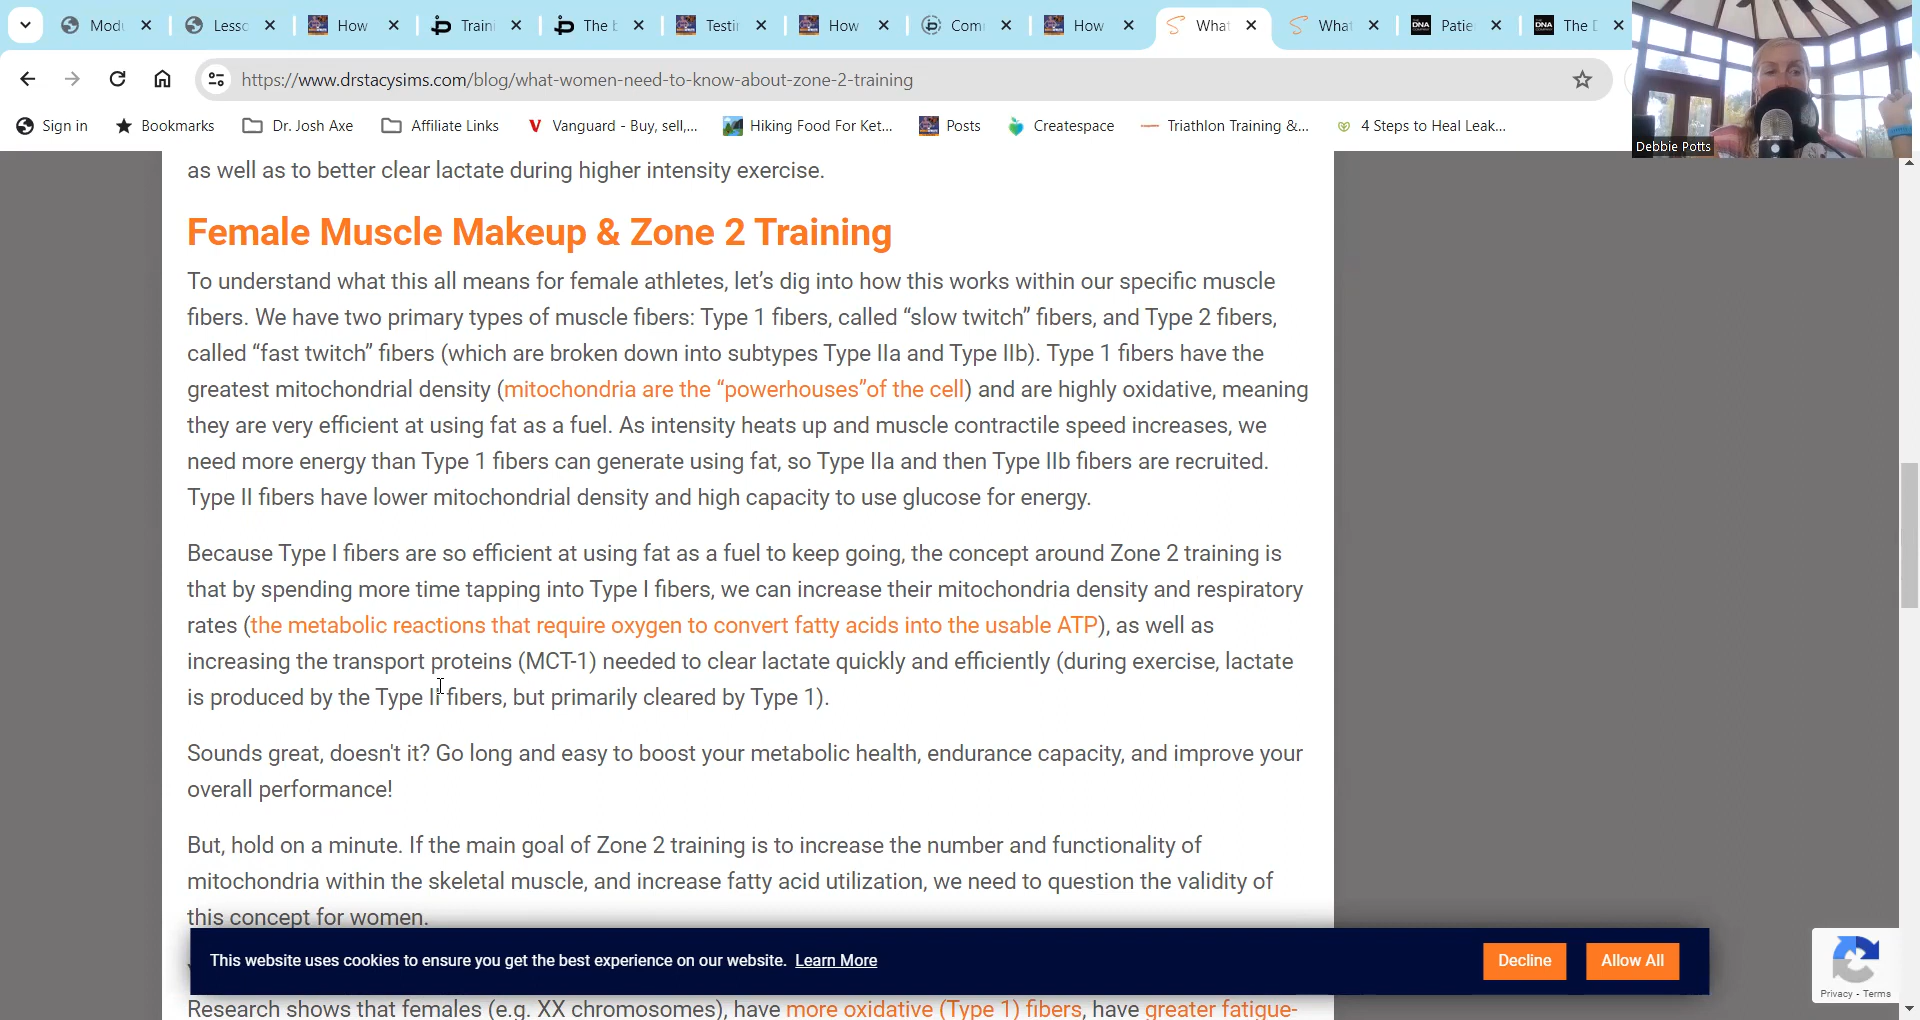 Modu
Lesso
How
Traini
The b
Testin
How
Com
How
What
What
Patie
The D
https://www.drstacysims.com/blog/what-women-need-to-know-about-zone-2-training
Sign in
Bookmarks
Dr. Josh Axe
Affiliate Links
Vanguard - Buy, sell,...
Hiking Food For Ket...
Posts
Createspace
Triathlon Training &...
4 Steps to Heal Leak...
Debbie Potts
as well as to better clear lactate during higher intensity exercise.
Female Muscle Makeup & Zone 2 Training
To understand what this all means for female athletes, let’s dig into how this works within our specific muscle
fibers. We have two primary types of muscle fibers: Type 1 fibers, called “slow twitch” fibers, and Type 2 fibers,
called “fast twitch” fibers (which are broken down into subtypes Type IIa and Type IIb). Type 1 fibers have the
greatest mitochondrial density (mitochondria are the “powerhouses”of the cell) and are highly oxidative, meaning
they are very efficient at using fat as a fuel. As intensity heats up and muscle contractile speed increases, we
need more energy than Type 1 fibers can generate using fat, so Type IIa and then Type IIb fibers are recruited.
Type II fibers have lower mitochondrial density and high capacity to use glucose for energy.
Because Type I fibers are so efficient at using fat as a fuel to keep going, the concept around Zone 2 training is
that by spending more time tapping into Type I fibers, we can increase their mitochondria density and respiratory
rates (the metabolic reactions that require oxygen to convert fatty acids into the usable ATP), as well as
increasing the transport proteins (MCT-1) needed to clear lactate quickly and efficiently (during exercise, lactate
is produced by the Type II fibers, but primarily cleared by Type 1).
Sounds great, doesn't it? Go long and easy to boost your metabolic health, endurance capacity, and improve your
overall performance!
But, hold on a minute. If the main goal of Zone 2 training is to increase the number and functionality of
mitochondria within the skeletal muscle, and increase fatty acid utilization, we need to question the validity of
this concept for women.
This website uses cookies to ensure you get the best experience on our website. Learn More
Decline
Allow All
Privacy - Terms
Research shows that females (e.g. XX chromosomes), have more oxidative (Type 1) fibers, have greater fatigue-